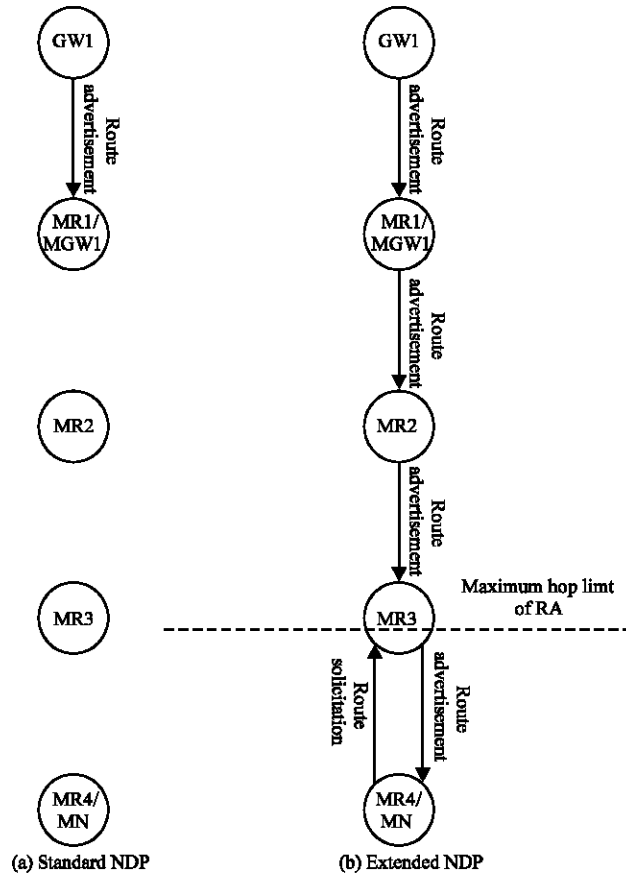 GW1
Route
advertisement
MR1/
MGW1
MR2
MR3
MR4/
MN
(a) Standard NDP
GW1
Route
advertisement
MR1/
MGW1
Route
advertisement
MR2
Route
advertisement
MR3
Maximum hop limt
of RA
Route
solicitation
Route
advertisement
MR4/
MN
(b) Extended NDP